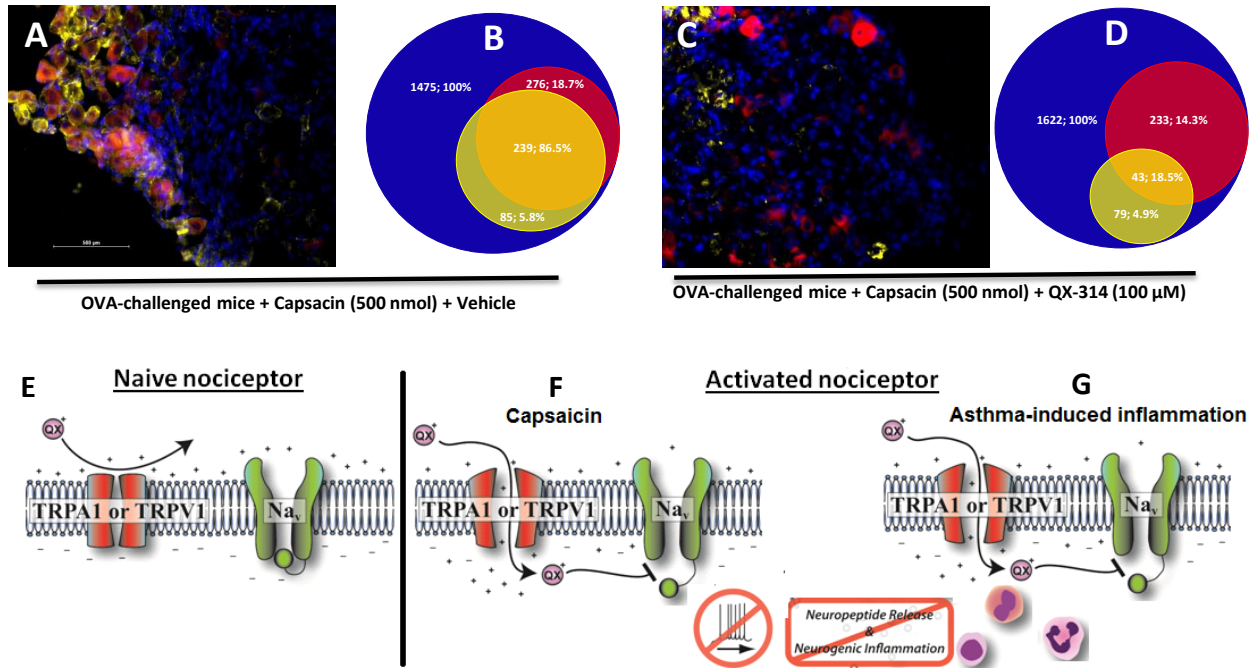 A
B
1475; 100%
276; 18.7%
239; 86.5%
85; 5.8%
500 µm
C
D
1622; 100%
233; 14.3%
43; 18.5%
79; 4.9%
OVA-challenged mice + Capsacin (500 nmol) + Vehicle
OVA-challenged mice + Capsacin (500 nmol) + QX-314 (100 µM)
E
Naive nociceptor
QX+
TRPA1 or TRPV1
Nav
Activated nociceptor
F
Capsaicin
QX+
TRPA1 or TRPV1
Nav
QX+
Neuropeptide Release
&
Neurogenic Inflammation
G
Asthma-induced inflammation
QX+
TRPA1 or TRPV1
Nav
QX+